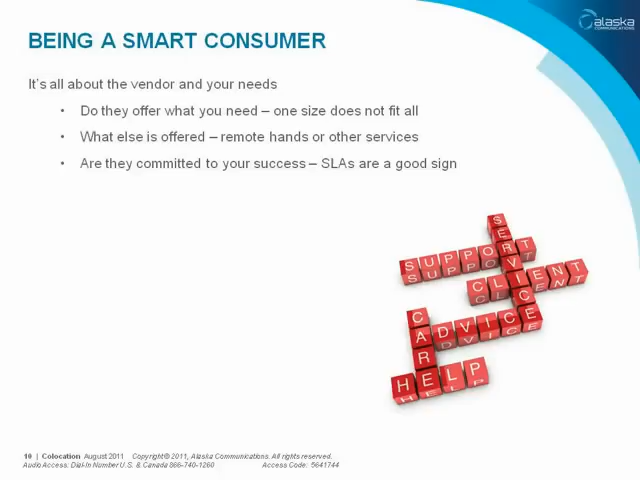 alaska
COMMUNICATIONS
BEING A SMART CONSUMER
It's all about the vendor and your needs
• Do they offer what you need – one size does not fit all
• What else is offered – remote hands or other services
• Are they committed to your success – SLAs are a good sign
SERVICE
SUPPORT
CLIENT
CARE
ADVICE
HELP
10 | Colocation August 2011 Copyright © 2011, Alaska Communications. All rights reserved.
Audio Access: Dial-In Number U.S. & Canada 866-740-1260 Access Code: 5641744